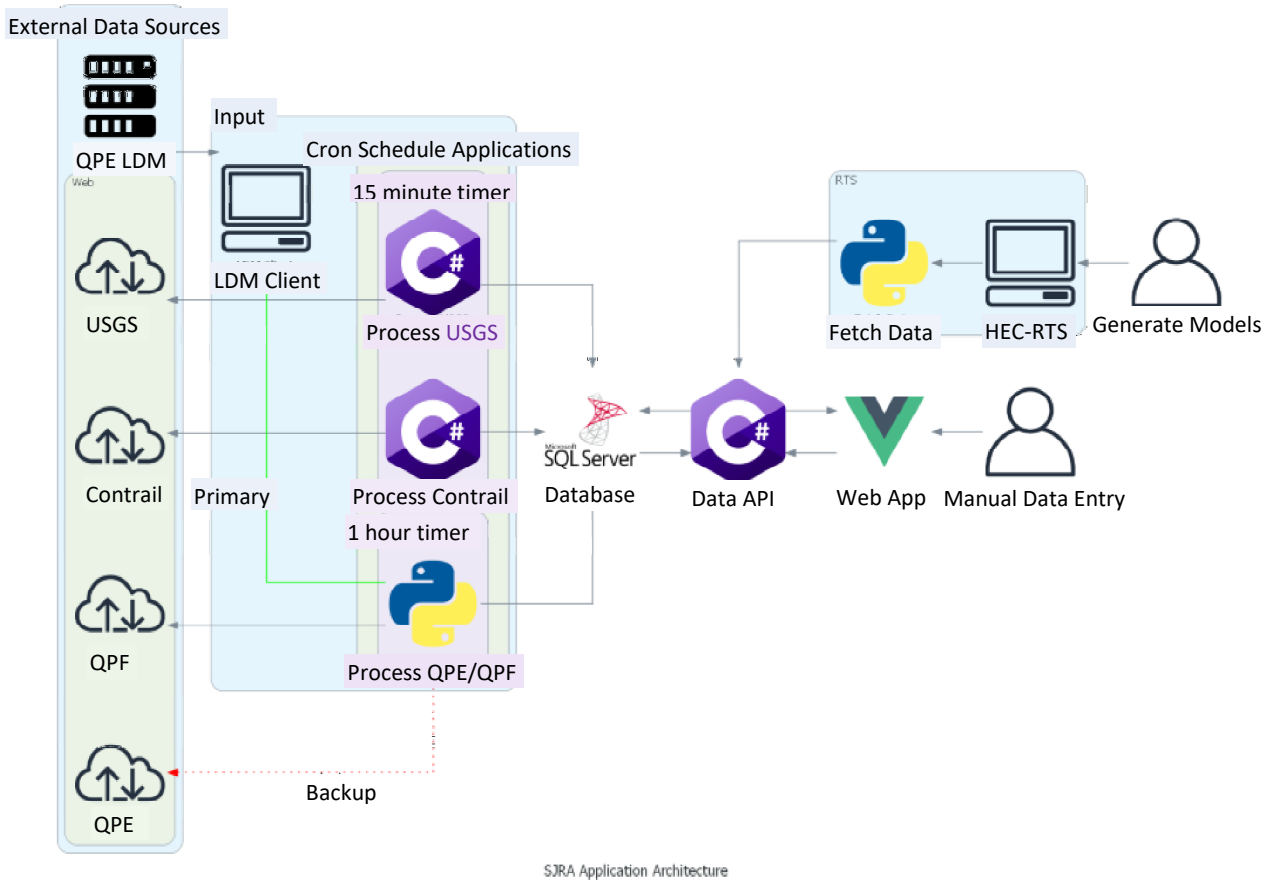 External Data Sources
QPE LDM
Web
USGS
Contrail
QPF
QPE
Input
LDM Client
Primary
Cron Schedule Applications
15 minute timer
C#
Process USGS
C#
Process Contrail
1 hour timer
Process QPE/QPF
Backup
Microsoft
SQL Server
Database
C#
Data API
RTS
Fetch Data
HEC-RTS
Generate Models
Web App
Manual Data Entry
SJRA Application Architecture